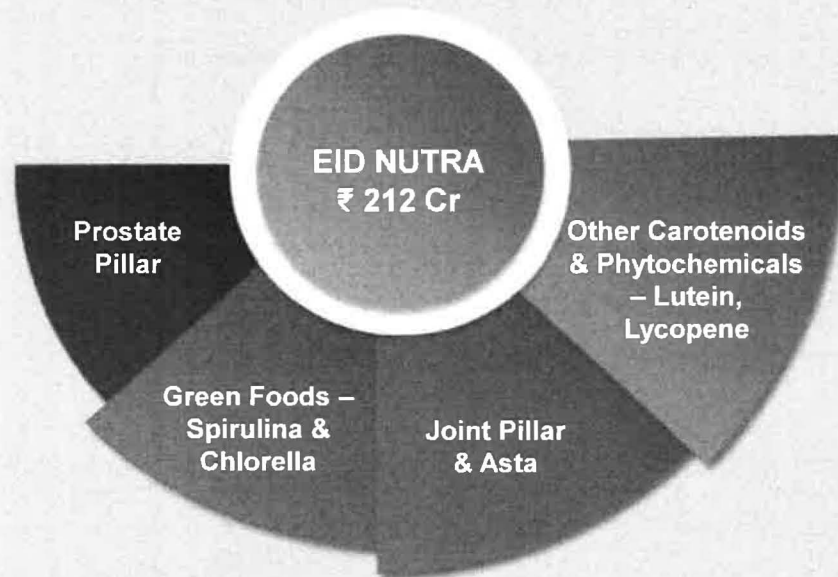 EID NUTRA
₹ 212 Cr
Prostate
Pillar
Green Foods –
Spirulina &
Chlorella
Joint Pillar
& Asta
Other Carotenoids
& Phytochemicals
– Lutein,
Lycopene